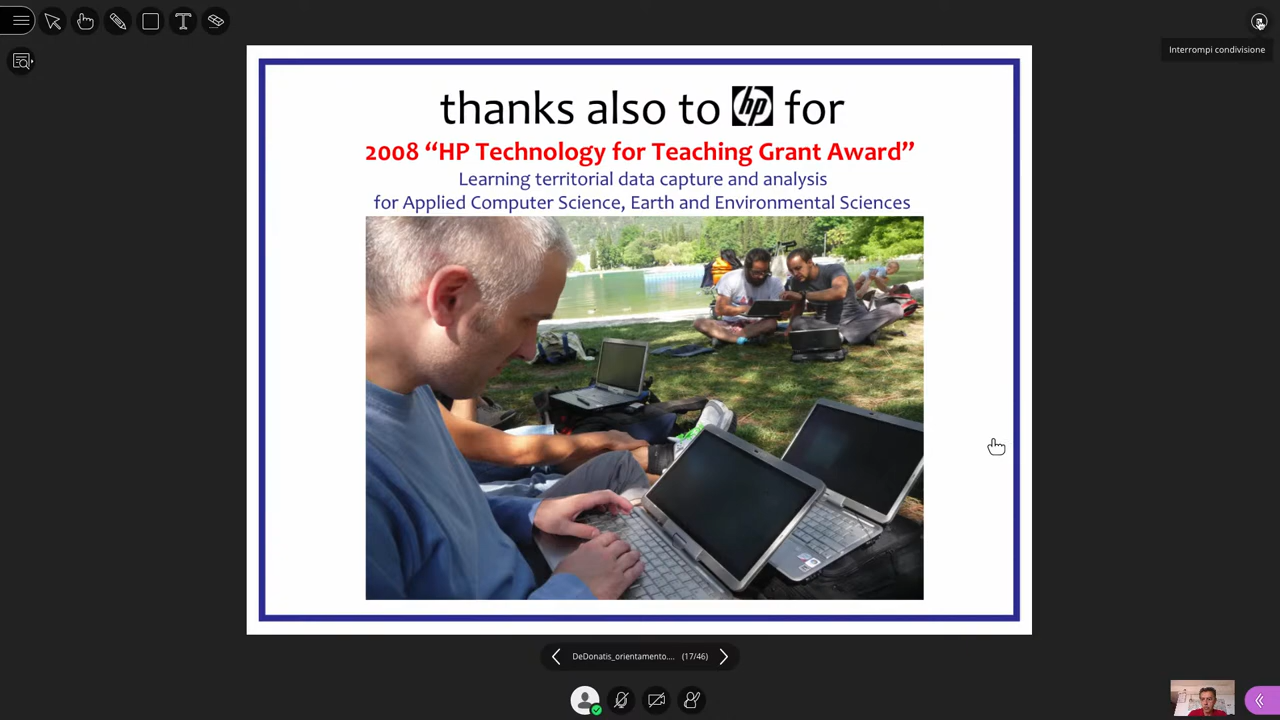 Interrompi condivisione
thanks also to hp for
2008 “HP Technology for Teaching Grant Award”
Learning territorial data capture and analysis
for Applied Computer Science, Earth and Environmental Sciences
DeDonatis_orientamento.... (17/46)